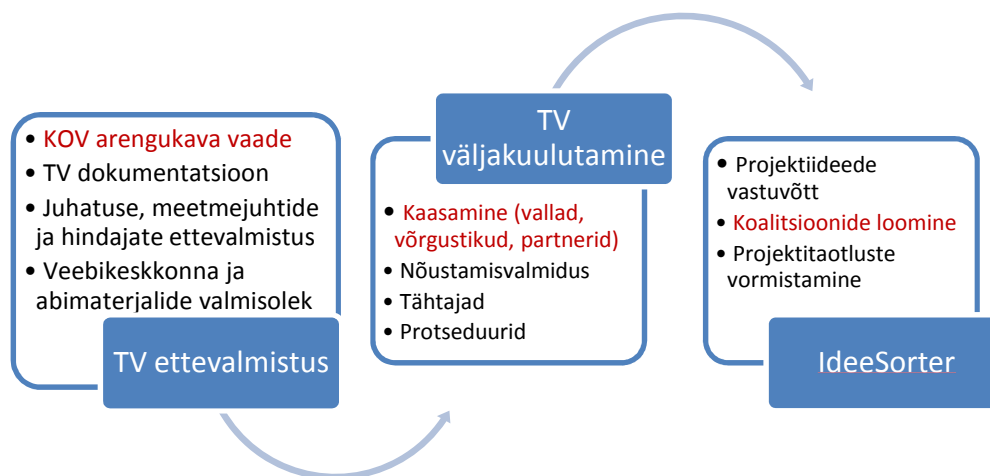 • KOV arengukava vaade
• TV dokumentatsioon
• Juhatuse, meetmejuhtide
ja hindajate ettevalmistus
• Veebikeskkonna ja
abimaterjalide valmisolek
TV ettevalmistus
TV
väljakuulutamine
• Kaasamine (vallad,
võrgustikud, partnerid)
• Nõustamisvalmidus
• Tähtajad
• Protseduurid
• Projektiideede
vastuvõtt
• Koalitsioonide loomine
• Projektitaotluste
vormistamine
IdeeSorter